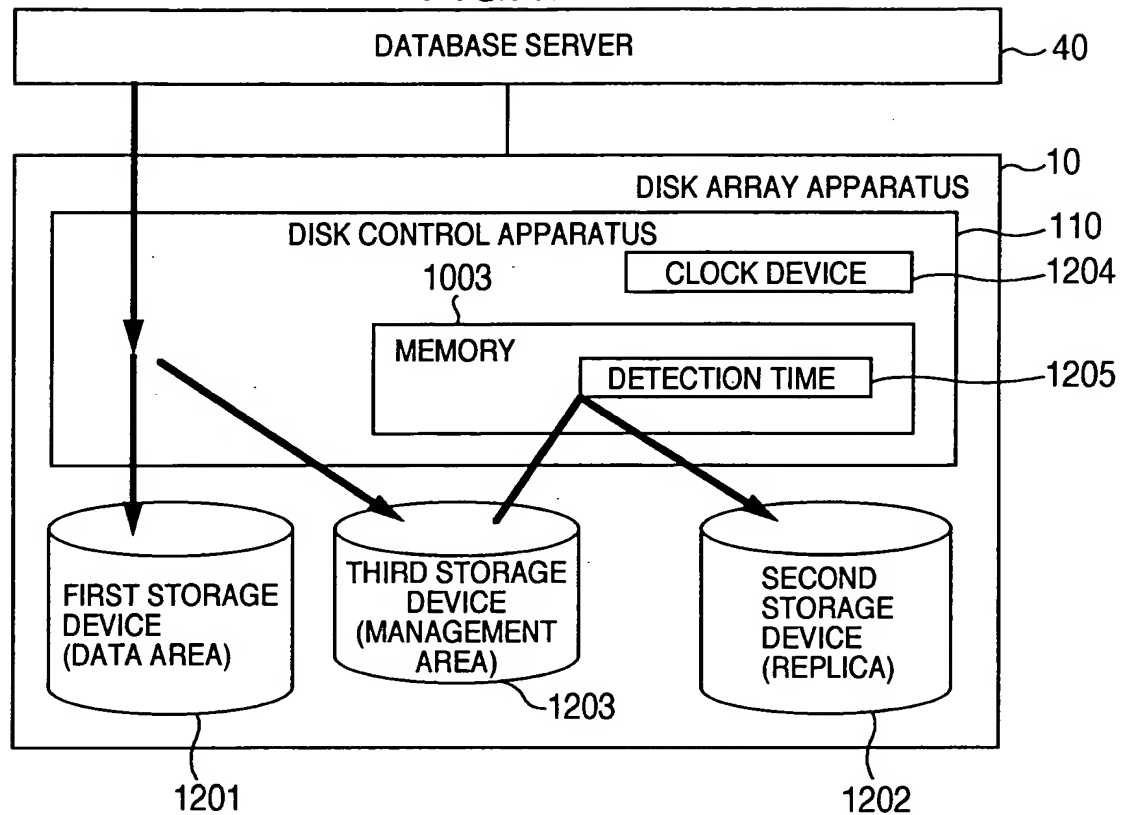 DATABASE SERVER
40
10
DISK ARRAY APPARATUS
110
DISK CONTROL APPARATUS
1204
CLOCK DEVICE
1003
MEMORY
DETECTION TIME
1205
FIRST STORAGE
DEVICE
(DATA AREA)
THIRD STORAGE
DEVICE
(MANAGEMENT
AREA)
SECOND
STORAGE
DEVICE
(REPLICA)
1203
1201
1202